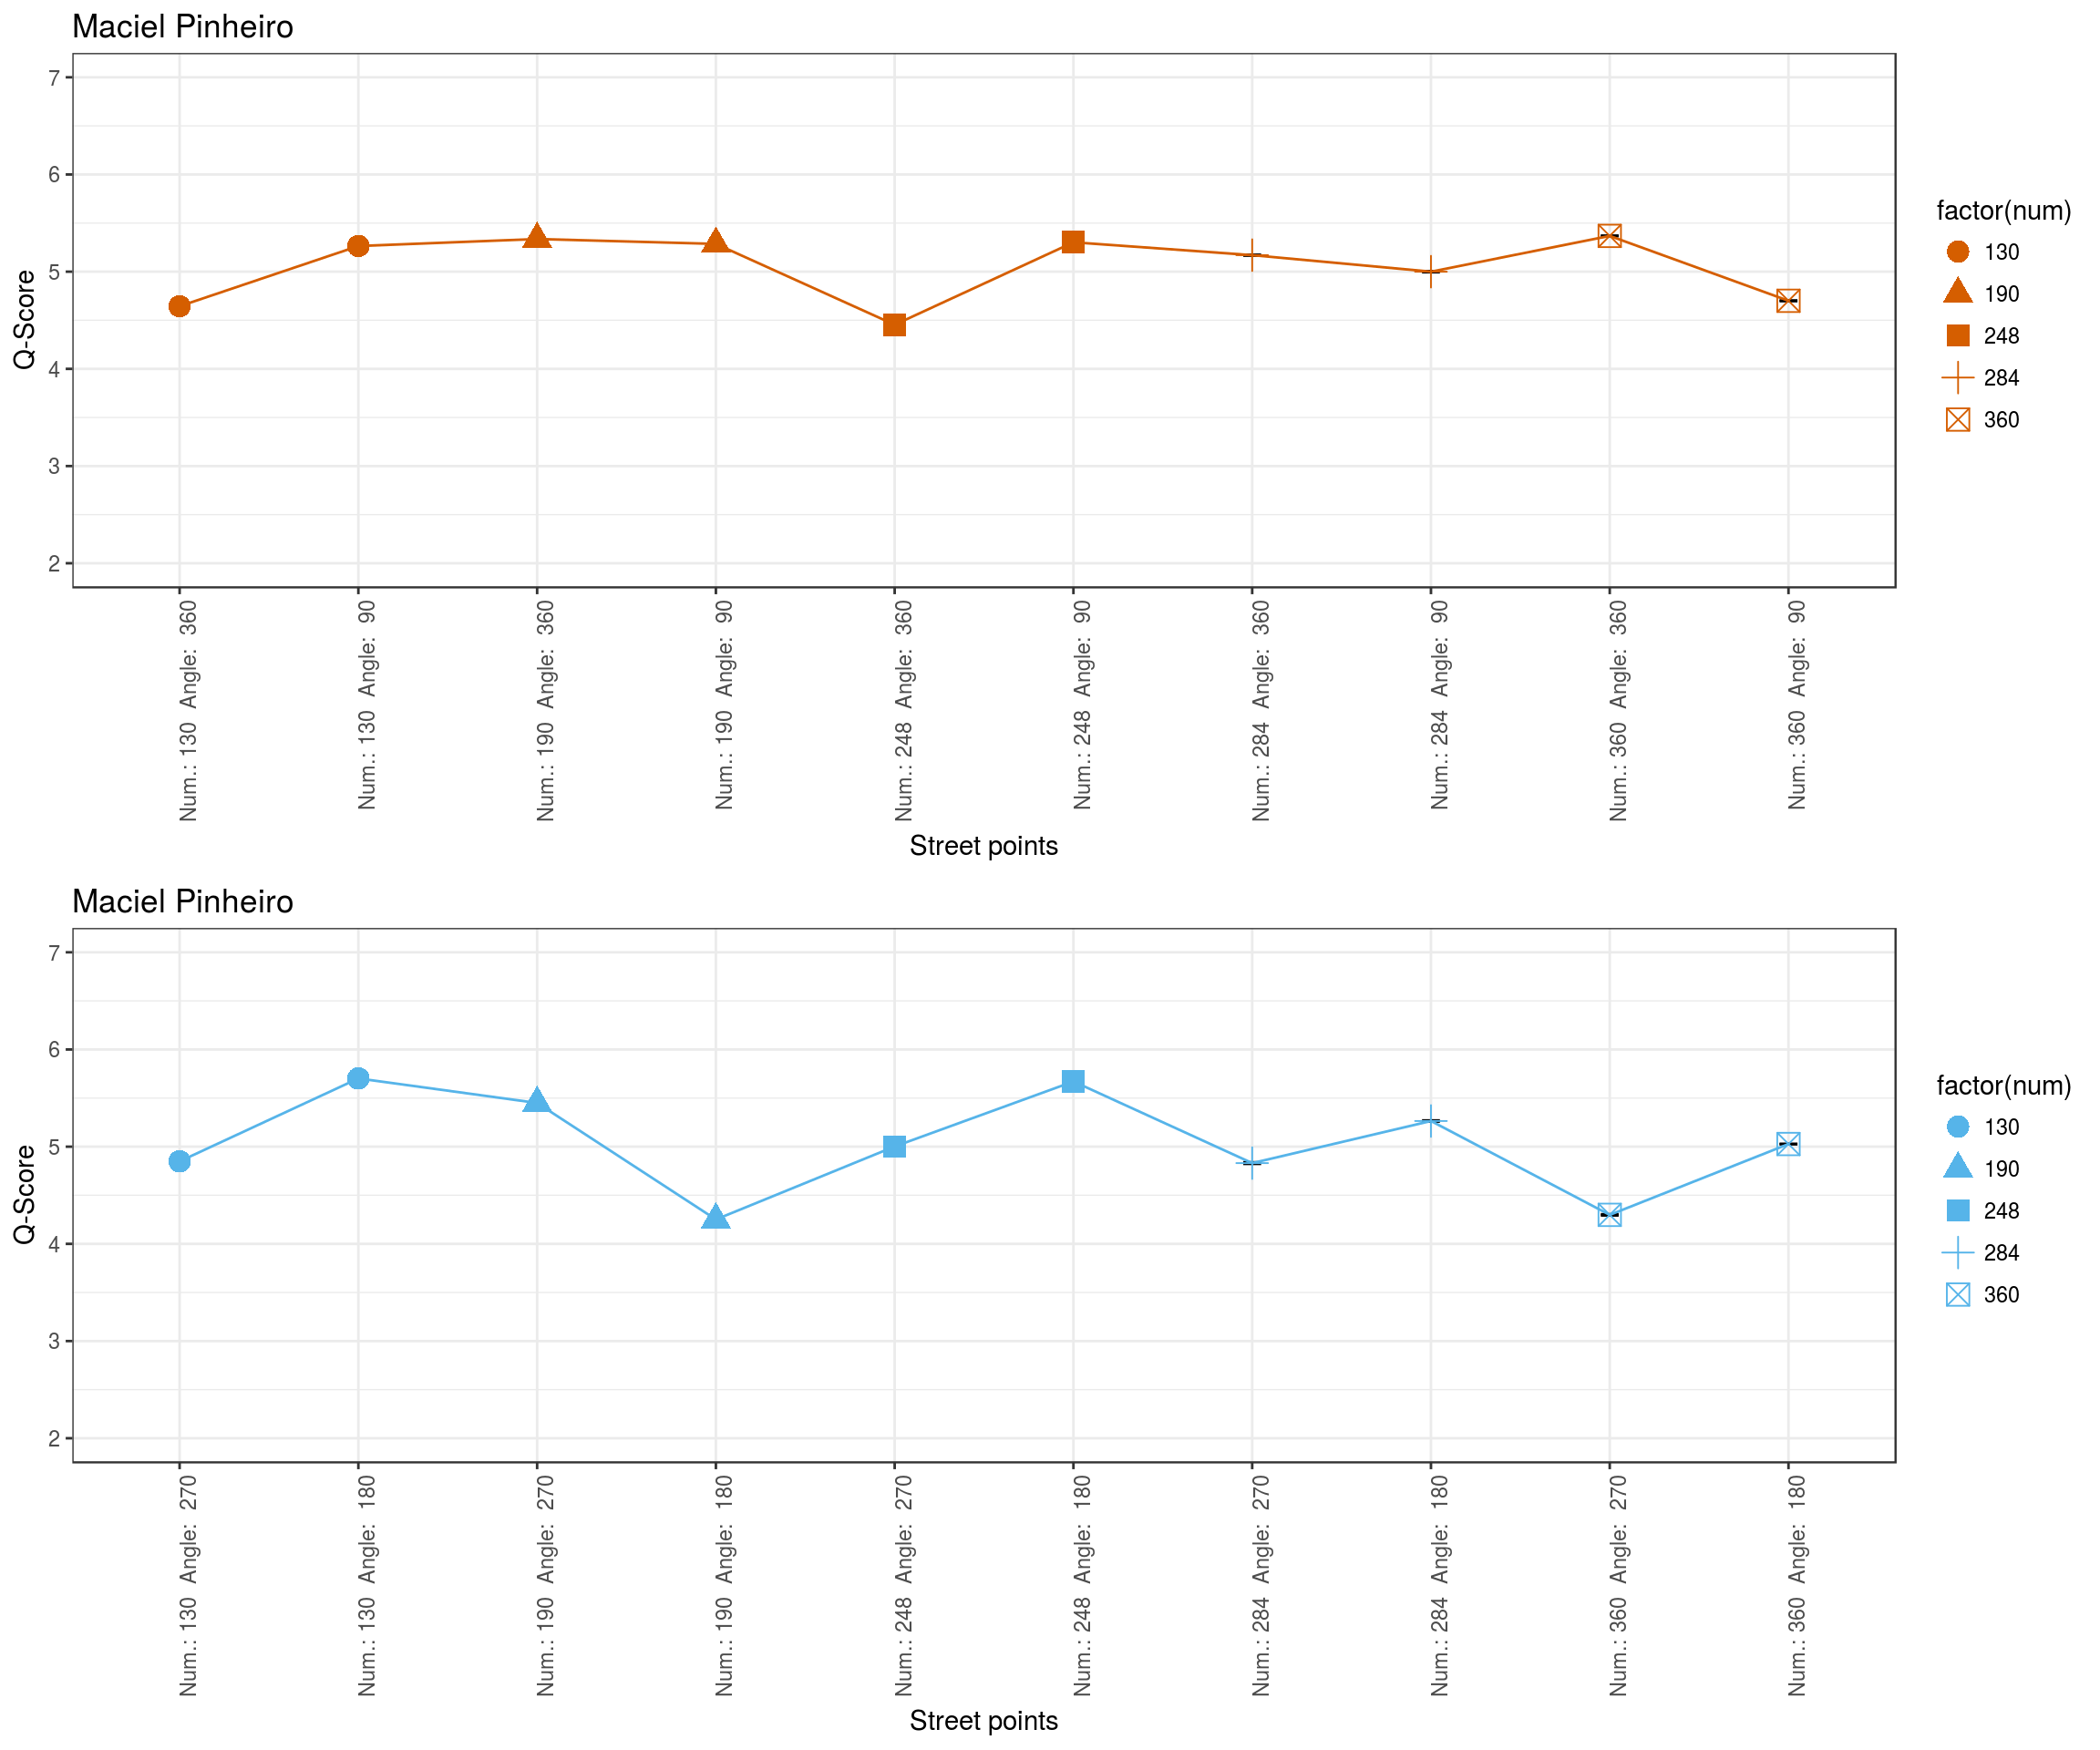 Maciel Pinheiro
7
6
5
4
3
2
Q-Score
Num.: 130 Angle: 360
Num.: 130 Angle: 90
Num.: 190 Angle: 360
Num.: 190 Angle: 90
Num.: 248 Angle: 360
Num.: 248 Angle: 90
Num.: 284 Angle: 360
Num.: 284 Angle: 90
Num.: 360 Angle: 360
Num.: 360 Angle: 90
Street points
factor(num)
130
190
248
284
360
Maciel Pinheiro
7
6
5
4
3
2
Q-Score
Num.: 130 Angle: 270
Num.: 130 Angle: 180
Num.: 190 Angle: 270
Num.: 190 Angle: 180
Num.: 248 Angle: 270
Num.: 248 Angle: 180
Num.: 284 Angle: 270
Num.: 284 Angle: 180
Num.: 360 Angle: 270
Num.: 360 Angle: 180
Street points
factor(num)
130
190
248
284
360